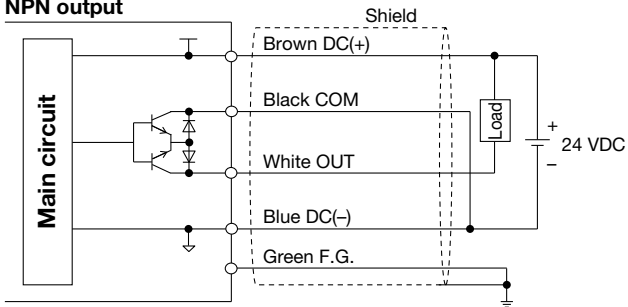 NPN output
Shield
Brown DC(+)
Black COM
Load
+
24 VDC
–
Main circuit
White OUT
Blue DC(–)
Green F.G.